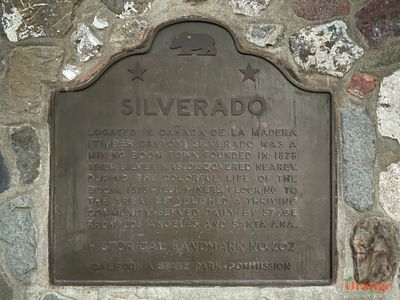 SILVERADO
LOCATED IN CAÑADA DE LA MADERA
(TIMBER CANYON), SILVERADO WAS A
MINING BOOM TOWN FOUNDED IN 1878
WHEN SILVER WAS DISCOVERED NEARBY.
DURING THE COLORFUL LIFE OF THE
BOOM, 1878-1881, MINERS FLOCKING TO
THE AREA ESTABLISHED A THRIVING
COMMUNITY SERVED DAILY BY STAGE
FROM LOS ANGELES AND SANTA ANA.
HISTORICAL LANDMARK NO. 202
CALIFORNIA STATE PARK COMMISSION
Orange